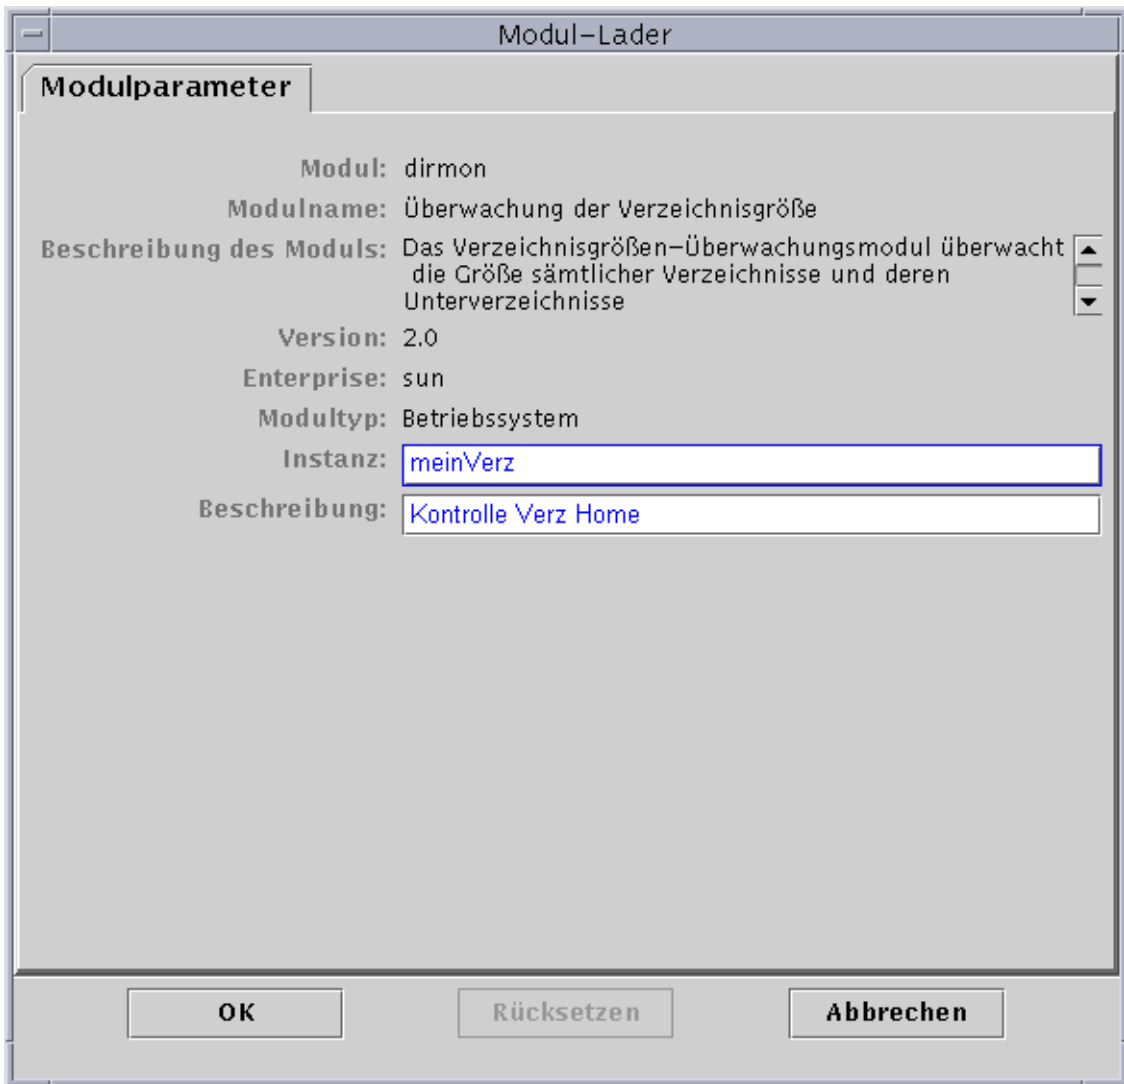 Modul-Lader
Modulparameter
Modul: dirmon
Modulname: Überwachung der Verzeichnisgröße
Beschreibung des Moduls: Das Verzeichnisgrößen-Überwachungsmodul überwacht
die Größe sämtlicher Verzeichnisse und deren
Unterverzeichnisse
Version: 2.0
Enterprise: sun
Modultyp: Betriebssystem
Instanz: meinVerz
Beschreibung: Kontrolle Verz Home
OK Rücksetzen Abbrechen